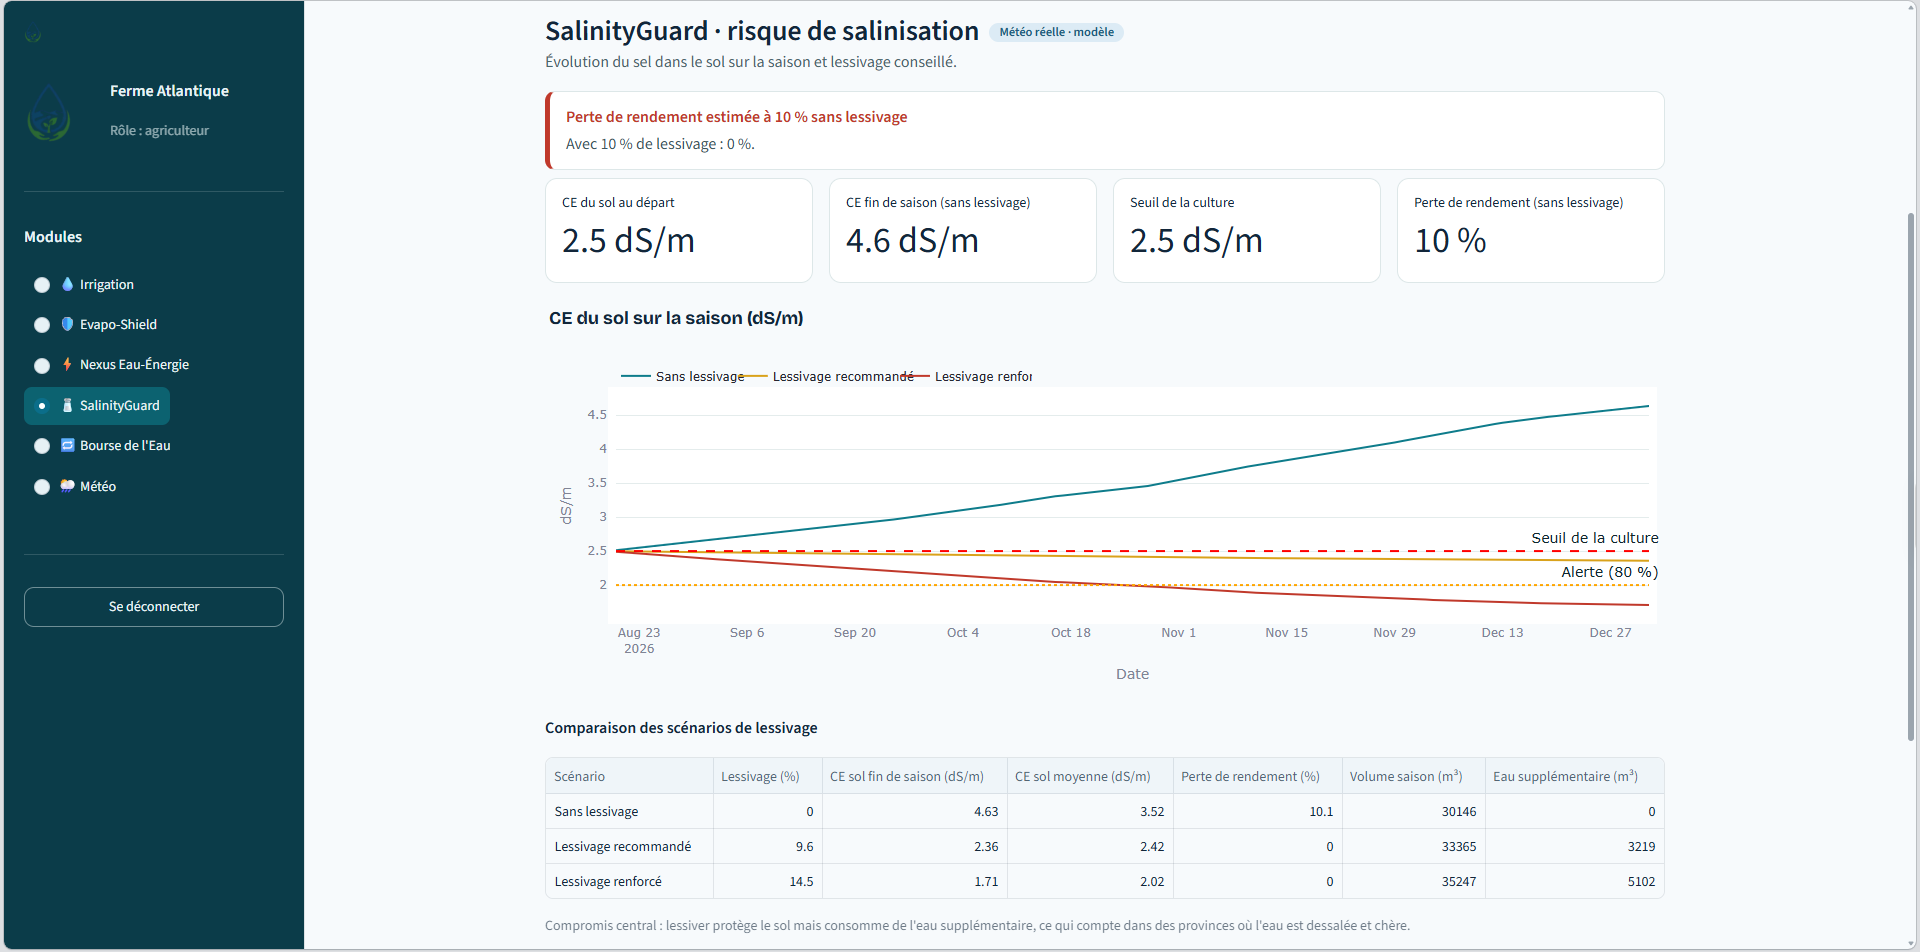 Ferme Atlantique
Rôle : agriculteur
Modules
Irrigation
Evapo-Shield
Nexus Eau-Énergie
SalinityGuard
Bourse de l'Eau
Météo
Se déconnecter
SalinityGuard · risque de salinisation
Météo réelle · modèle
Évolution du sel dans le sol sur la saison et lessivage conseillé.
Perte de rendement estimée à 10 % sans lessivage
Avec 10 % de lessivage : 0 %.
CE du sol au départ
2.5 dS/m
CE fin de saison (sans lessivage)
4.6 dS/m
Seuil de la culture
2.5 dS/m
Perte de rendement (sans lessivage)
10 %
CE du sol sur la saison (dS/m)
Sans lessivage Lessivage recommandé Lessivage renfor
4.5
4
3.5
3
2.5
2
dS/m
Seuil de la culture
Alerte (80 %)
Aug 23 Sep 6 Sep 20 Oct 4 Oct 18 Nov 1 Nov 15 Nov 29 Dec 13 Dec 27
2026
Date
Comparaison des scénarios de lessivage
Scénario Lessivage (%) CE sol fin de saison (dS/m) CE sol moyenne (dS/m) Perte de rendement (%) Volume saison (m³) Eau supplémentaire (m³)
Sans lessivage 0 4.63 3.52 10.1 30146 0
Lessivage recommandé 9.6 2.36 2.42 0 33365 3219
Lessivage renforcé 14.5 1.71 2.02 0 35247 5102
Compromis central : lessiver protège le sol mais consomme de l'eau supplémentaire, ce qui compte dans des provinces où l'eau est dessalée et chère.